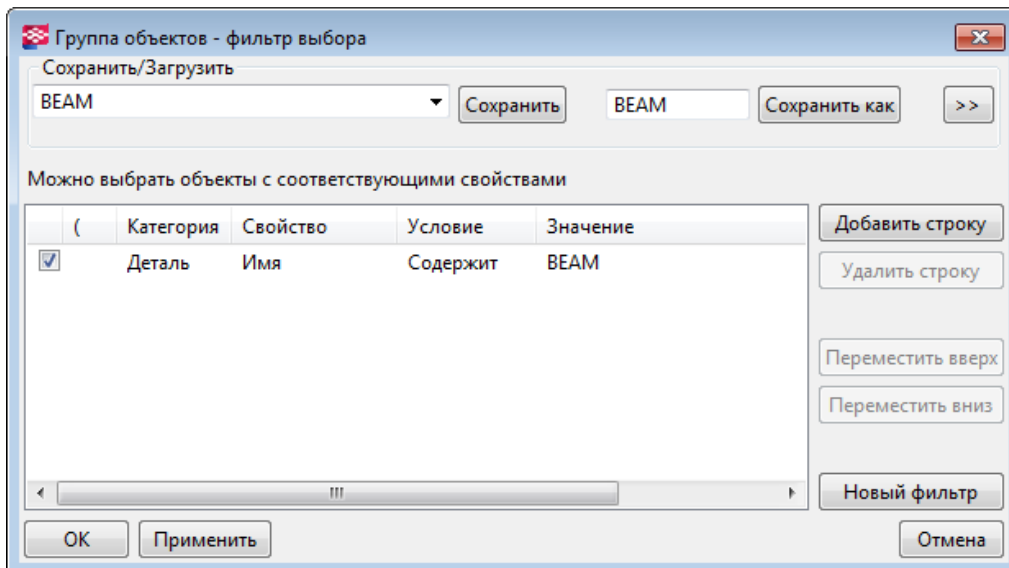 Группа объектов - фильтр выбора
Сохранить/Загрузить
BEAM Сохранить BEAM Сохранить как >>
Можно выбрать объекты с соответствующими свойствами
( Категория Свойство Условие Значение
Деталь Имя Содержит BEAM
Добавить строку
Удалить строку
Переместить вверх
Переместить вниз
Новый фильтр
OK Применить Отмена